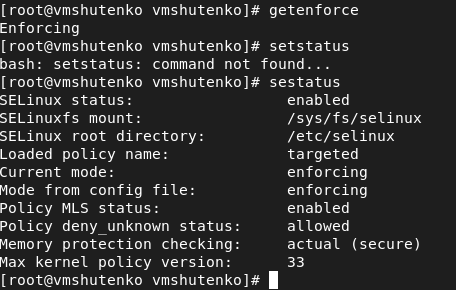 [root@vmshutenko vmshutenko]# getenforce
Enforcing
[root@vmshutenko vmshutenko]# setstatus
bash: setstatus: command not found...
[root@vmshutenko vmshutenko]# sestatus
SELinux status:                 enabled
SELinuxfs mount:                /sys/fs/selinux
SELinux root directory:         /etc/selinux
Loaded policy name:             targeted
Current mode:                   enforcing
Mode from config file:          enforcing
Policy MLS status:              enabled
Policy deny_unknown status:     allowed
Memory protection checking:     actual (secure)
Max kernel policy version:      33
[root@vmshutenko vmshutenko]#